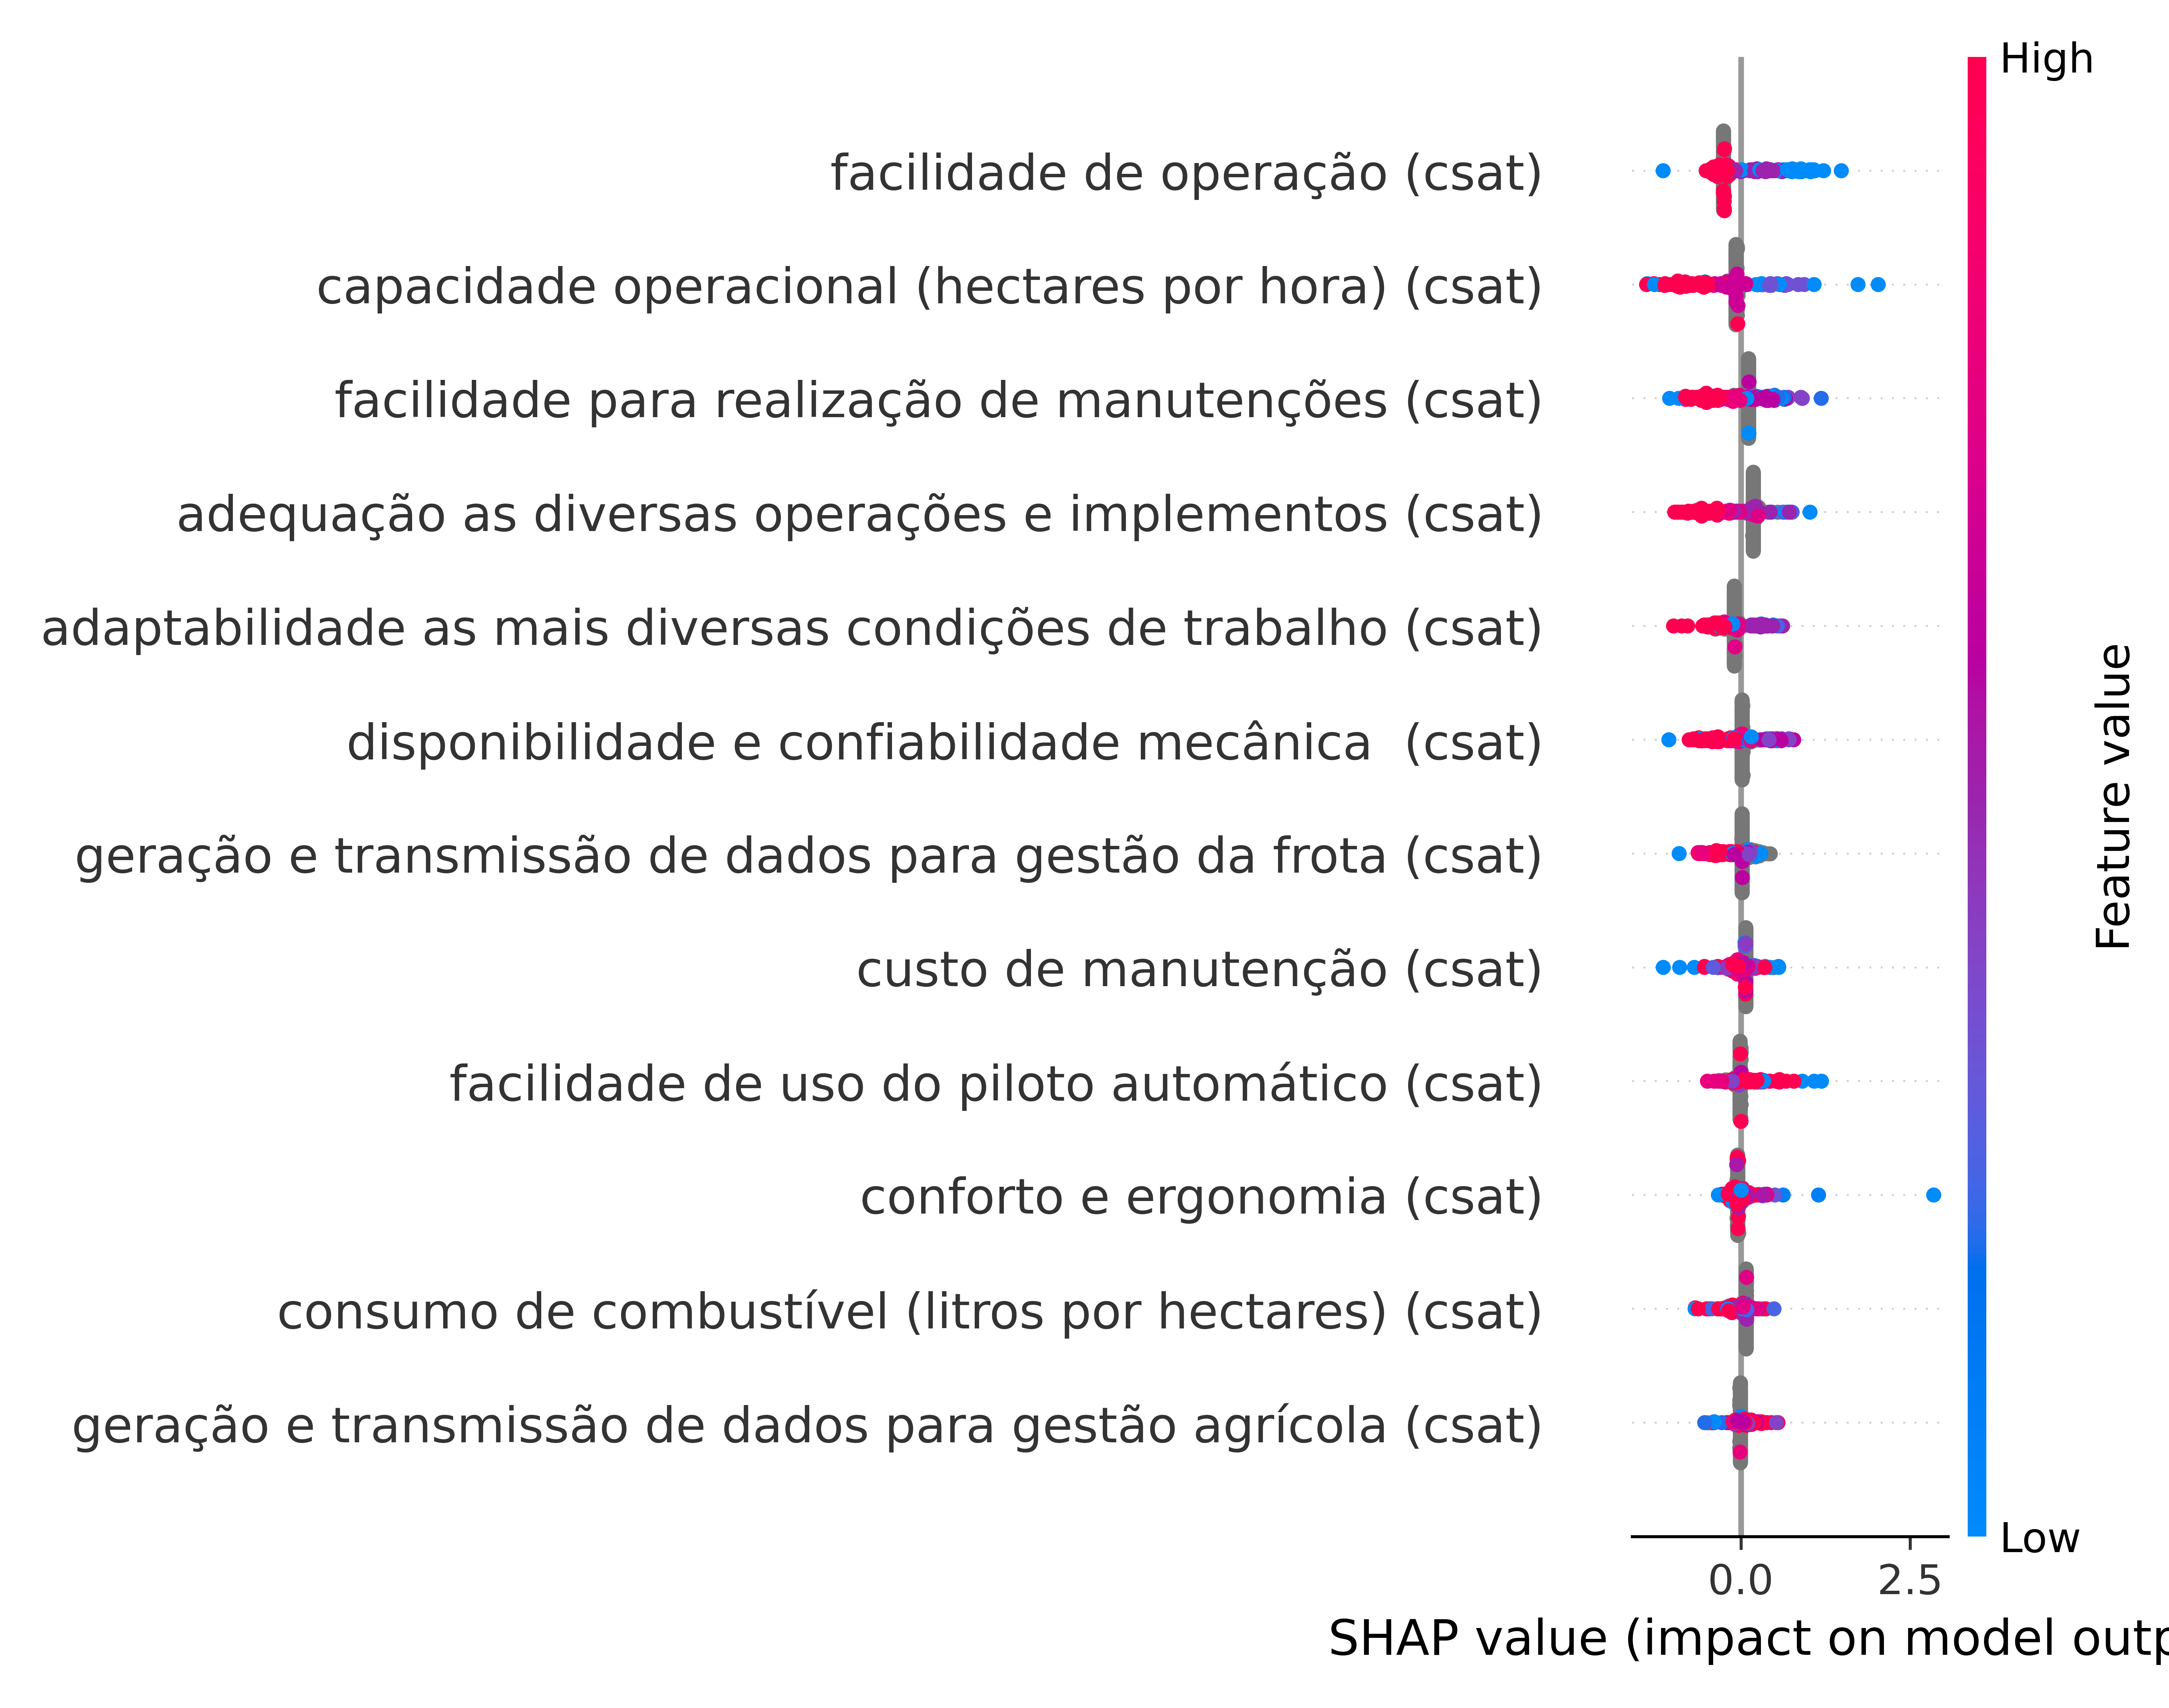 High
facilidade de operação (csat)
capacidade operacional (hectares por hora) (csat)
facilidade para realização de manutenções (csat)
adequação as diversas operações e implementos (csat)
adaptabilidade as mais diversas condições de trabalho (csat)
disponibilidade e confiabilidade mecânica  (csat)
geração e transmissão de dados para gestão da frota (csat)
custo de manutenção (csat)
facilidade de uso do piloto automático (csat)
conforto e ergonomia (csat)
consumo de combustível (litros por hectares) (csat)
geração e transmissão de dados para gestão agrícola (csat)
Feature value
Low
0.0 2.5
SHAP value (impact on model outp